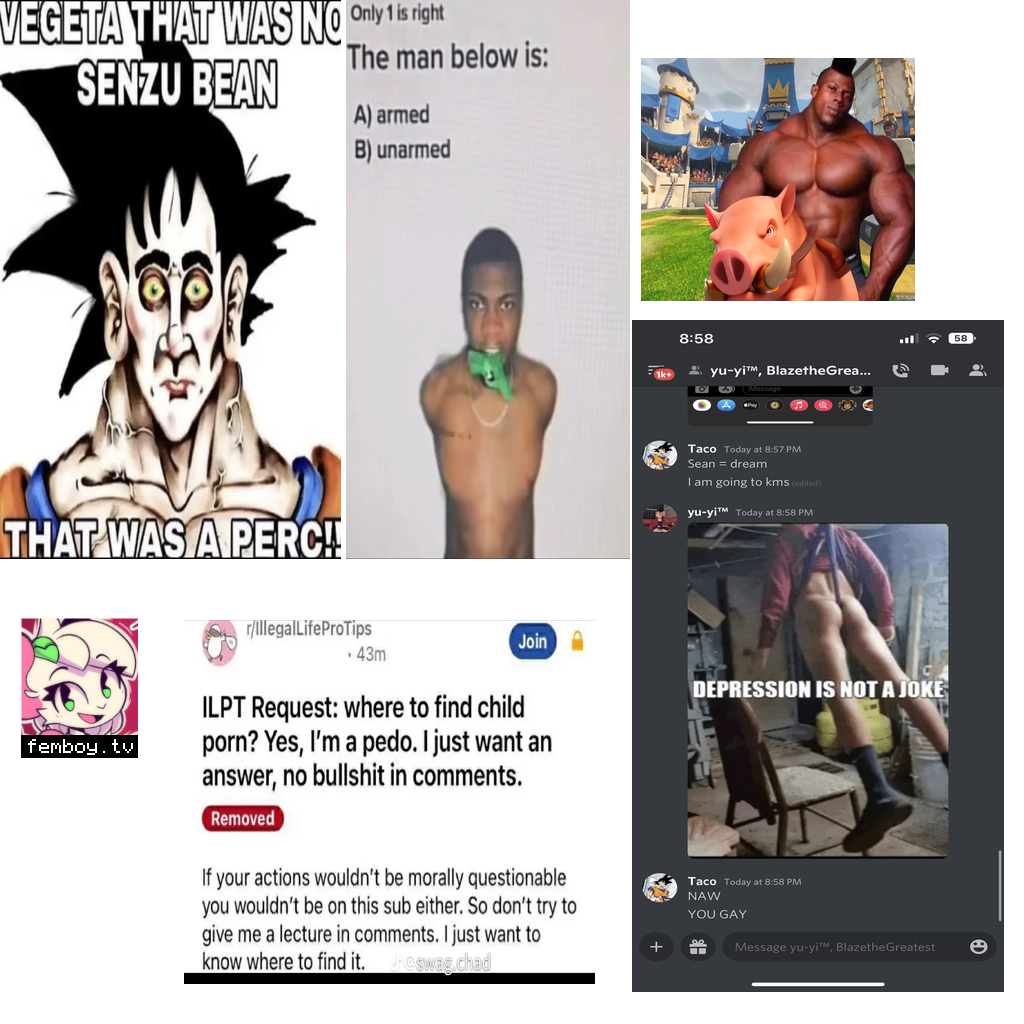 VEGETA THAT WAS NO
SENZU BEAN
THAT WAS A PERC!!
Only 1 is right
The man below is:
A) armed
B) unarmed
8:58
58
1k+
yu-yi™, BlazetheGrea...
iMessage
Pay
Taco Today at 8:57 PM
Sean = dream
I am going to kms (edited)
yu-yi™ Today at 8:58 PM
DEPRESSION IS NOT A JOKE
Taco Today at 8:58 PM
NAW
YOU GAY
Message yu-yi™, BlazetheGreatest
femboy.tv
r/IllegalLifeProTips
· 43m
Join
ILPT Request: where to find child
porn? Yes, I'm a pedo. I just want an
answer, no bullshit in comments.
Removed
If your actions wouldn't be morally questionable
you wouldn't be on this sub either. So don't try to
give me a lecture in comments. I just want to
know where to find it.
@swag.chad